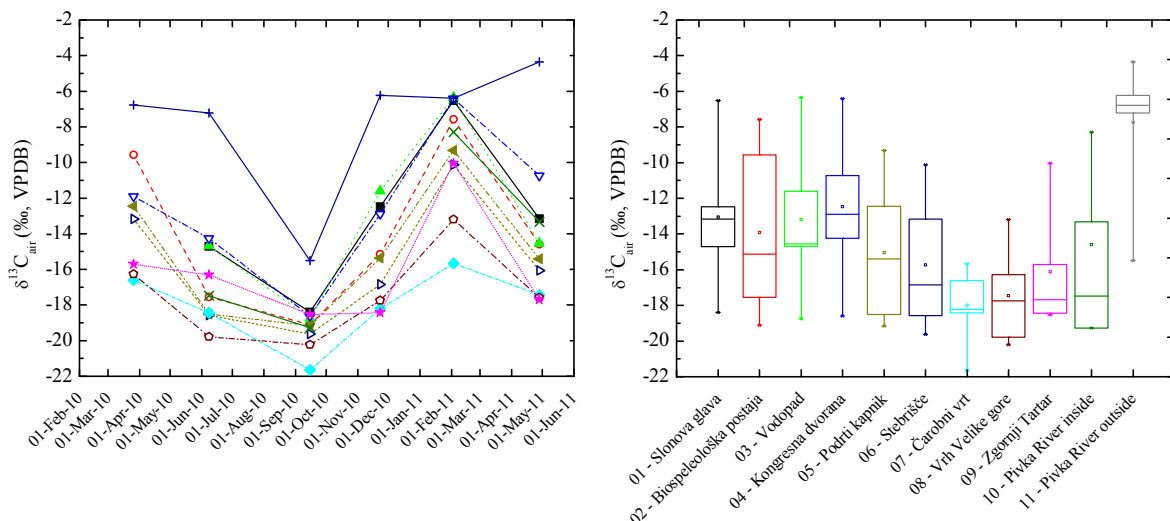 -2
-4
-6
-8
-10
-12
-14
-16
-18
-20
-22
δ¹³C_air (‰, VPDB)
01-Feb-10
01-Mar-10
01-Apr-10
01-May-10
01-Jun-10
01-Jul-10
01-Aug-10
01-Sep-10
01-Oct-10
01-Nov-10
01-Dec-10
01-Jan-11
01-Feb-11
01-Mar-11
01-Apr-11
01-May-11
01-Jun-11
-2
-4
-6
-8
-10
-12
-14
-16
-18
-20
-22
δ¹³C_air (‰, VPDB)
01 - Slonova glava
02 - Biospeleološka postaja
03 - Vodopad
04 - Kongresna dvorana
05 - Podrti kapnik
06 - Stebrišče
07 - Čarobni vrt
08 - Vrh Velike gore
09 - Zgornji Tartar
10 - Pivka River inside
11 - Pivka River outside